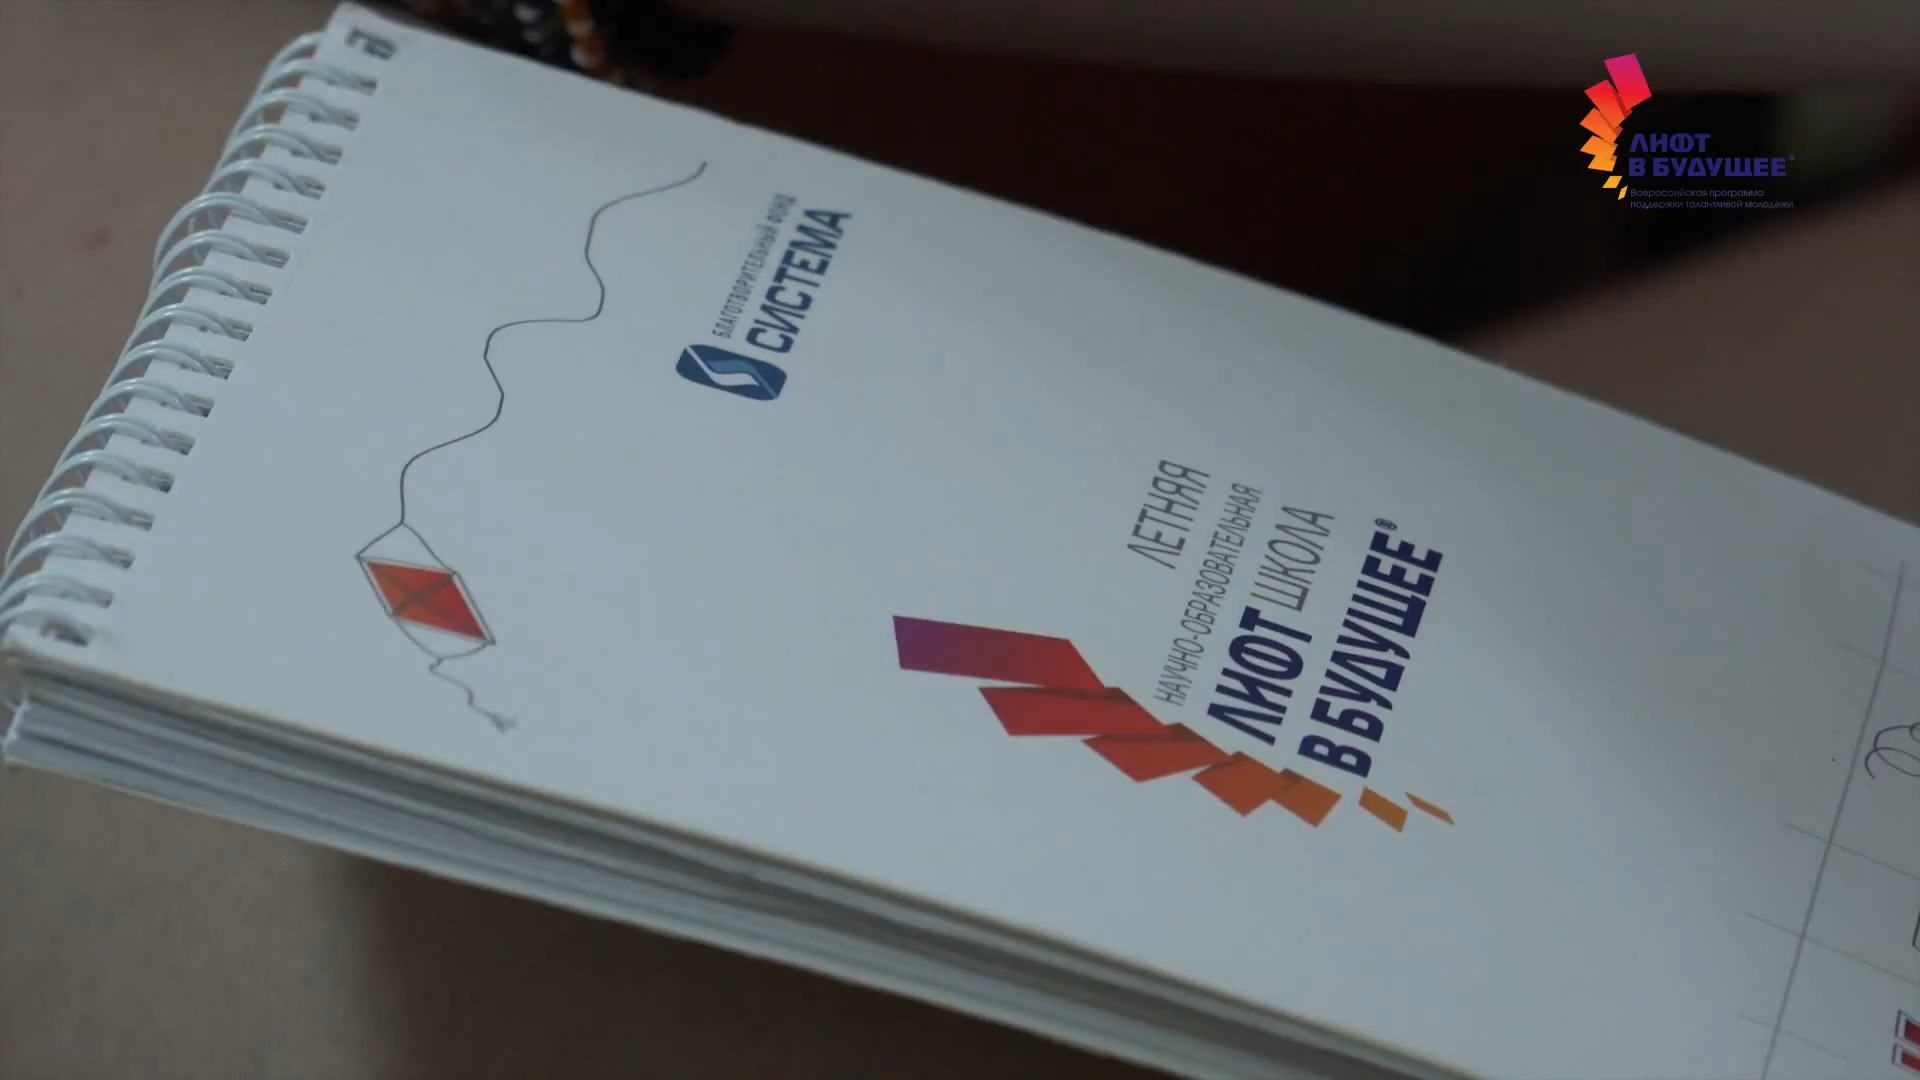 ЛИФТ
В БУДУЩЕЕ®
Всероссийская программа
поддержки талантливой молодежи
БЛАГОТВОРИТЕЛЬНЫЙ ФОНД
СИСТЕМА
ЛЕТНЯЯ
НАУЧНО-ОБРАЗОВАТЕЛЬНАЯ
ЛИФТ ШКОЛА
В БУДУЩЕЕ®